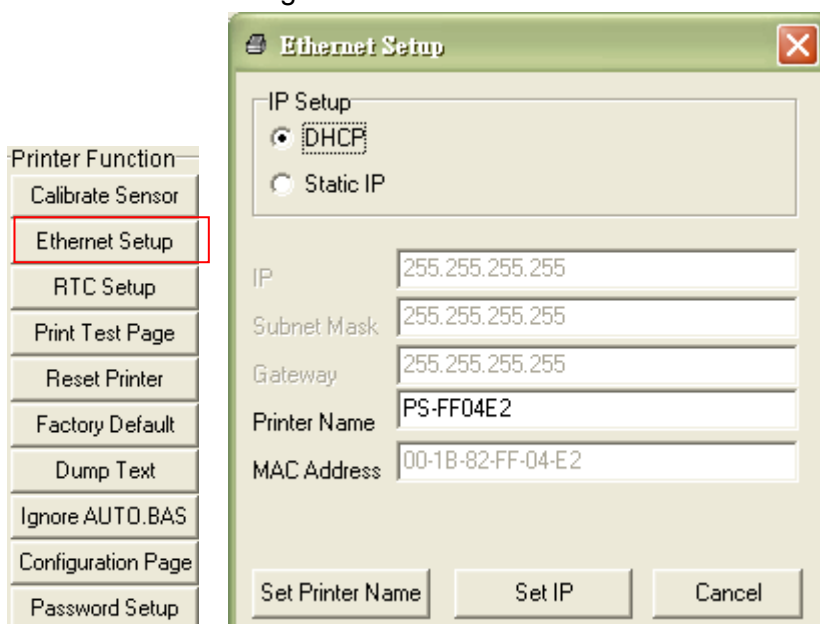 Printer Function
Calibrate Sensor
Ethernet Setup
RTC Setup
Print Test Page
Reset Printer
Factory Default
Dump Text
Ignore AUTO.BAS
Configuration Page
Password Setup
Ethernet Setup
IP Setup
DHCP
Static IP
IP 255.255.255.255
Subnet Mask 255.255.255.255
Gateway 255.255.255.255
Printer Name PS-FF04E2
MAC Address 00-1B-82-FF-04-E2
Set Printer Name Set IP Cancel